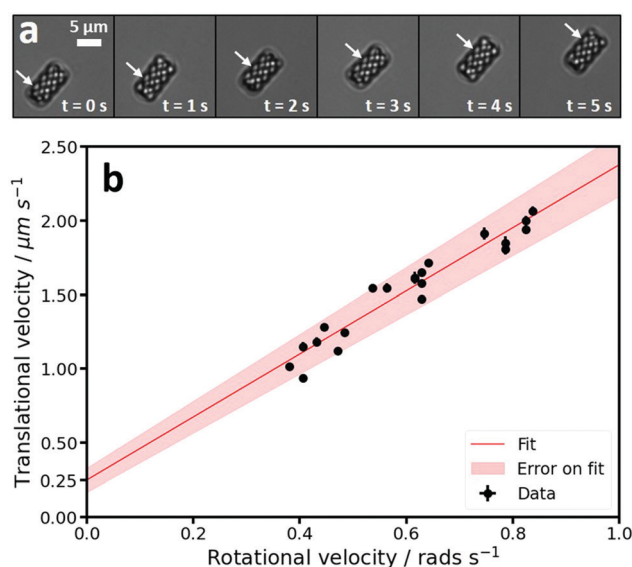 a
5 μm
t = 0 s
t = 1 s
t = 2 s
t = 3 s
t = 4 s
t = 5 s
b
Translational velocity / μm s⁻¹
2.50
2.00
1.50
1.00
0.50
0.25
0.00
Fit
Error on fit
Data
0.0 0.2 0.4 0.6 0.8 1.0
Rotational velocity / rads s⁻¹